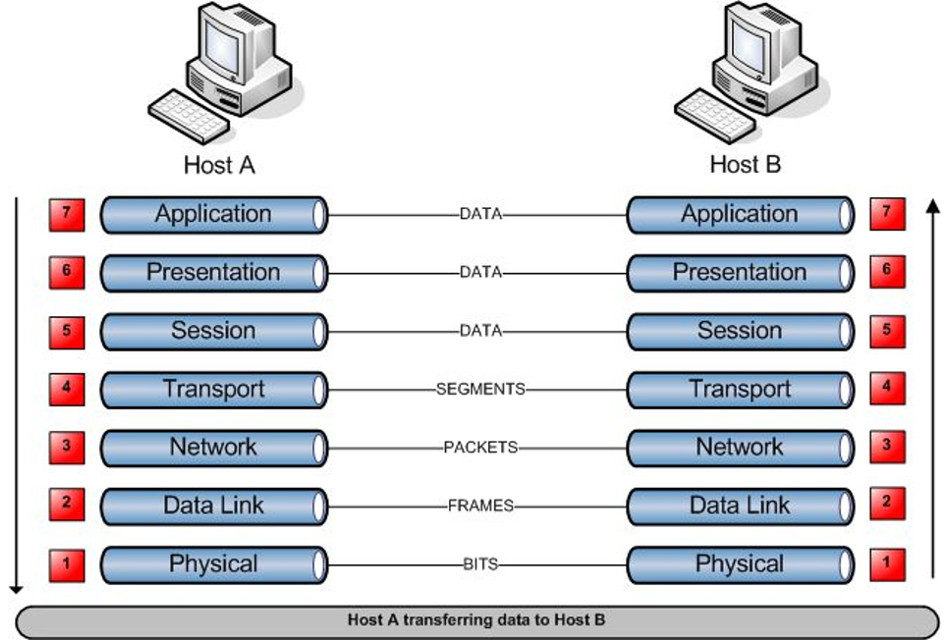 Host A Host B
7 Application DATA Application 7
6 Presentation DATA Presentation 6
5 Session DATA Session 5
4 Transport SEGMENTS Transport 4
3 Network PACKETS Network 3
2 Data Link FRAMES Data Link 2
1 Physical BITS Physical 1
Host A transferring data to Host B